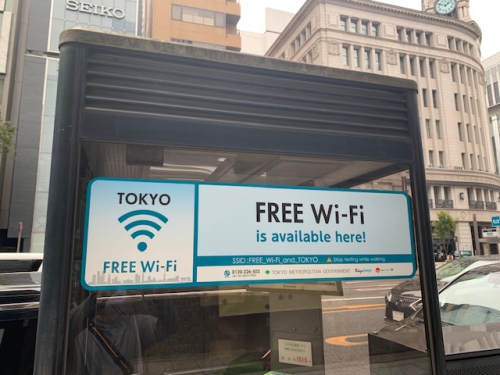 SEIKO
TOKYO
FREE Wi-Fi
FREE Wi-Fi
is available here!
SSID:FREE_Wi-Fi_and_TOKYO
Stop texting while walking
TOKYO METROPOLITAN GOVERNMENT